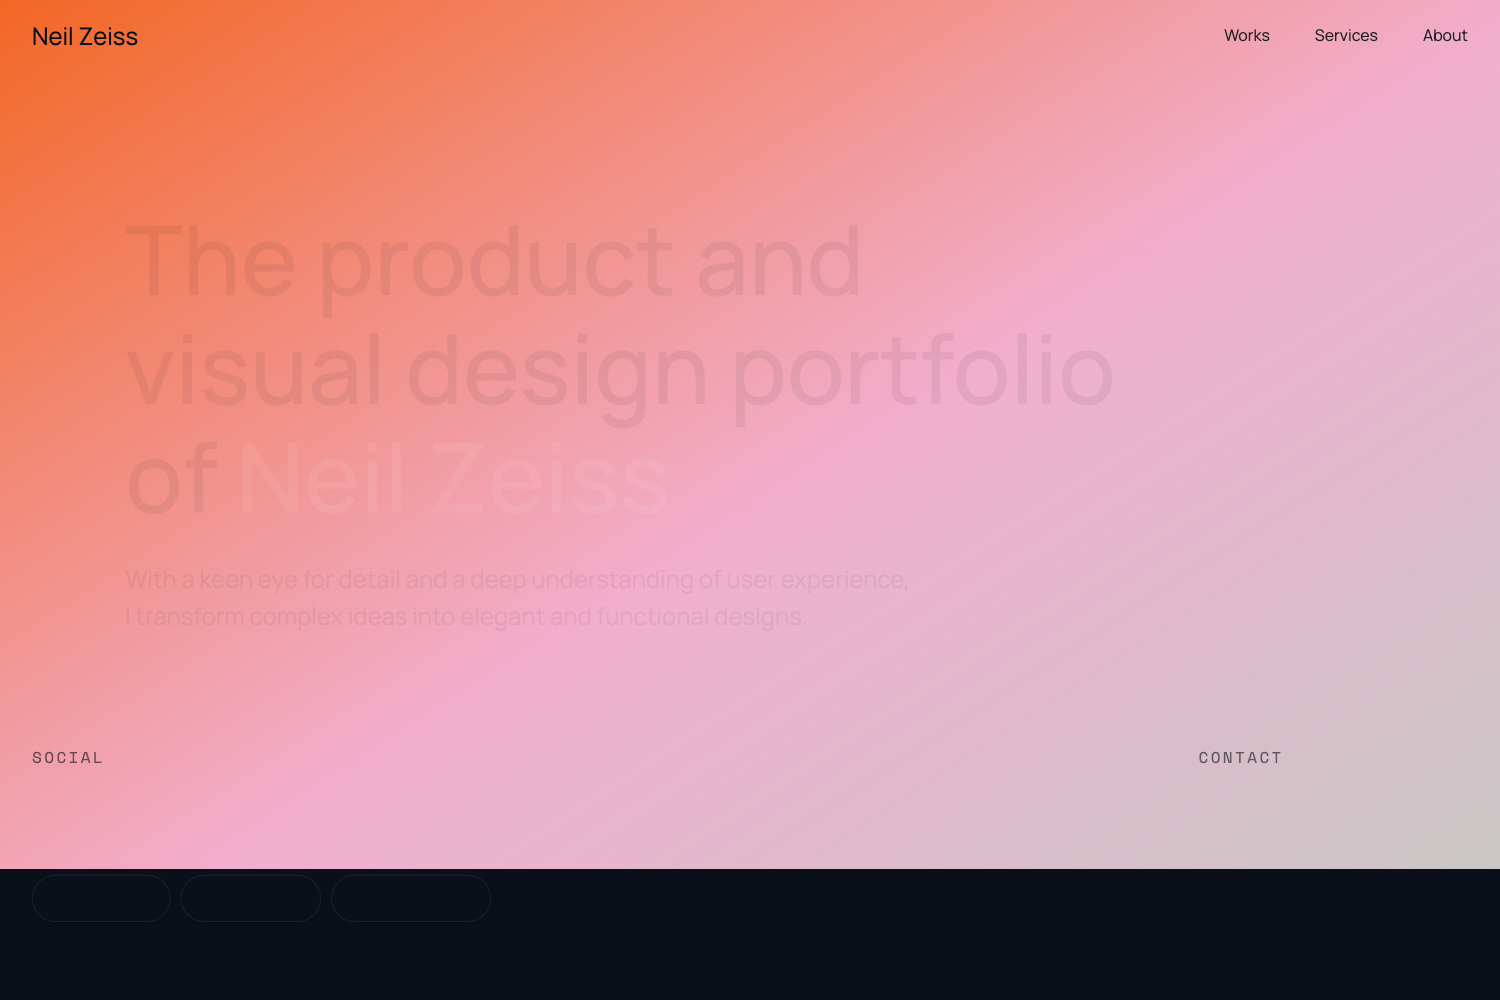 Neil Zeiss
Works Services About
The product and
visual design portfolio
of Neil Zeiss
With a keen eye for detail and a deep understanding of user experience,
I transform complex ideas into elegant and functional designs.
SOCIAL
CONTACT